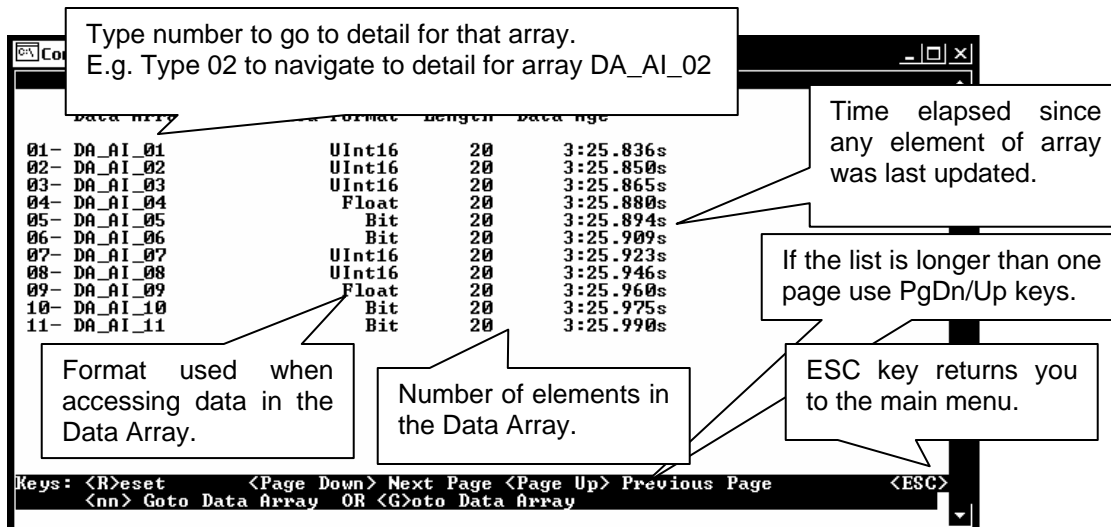 Type number to go to detail for that array.
E.g. Type 02 to navigate to detail for array DA_AI_02
Data Format Length Data Age
01- DA_AI_01 UInt16 20 3:25.836s
02- DA_AI_02 UInt16 20 3:25.850s
03- DA_AI_03 UInt16 20 3:25.865s
04- DA_AI_04 Float 20 3:25.880s
05- DA_AI_05 Bit 20 3:25.894s
06- DA_AI_06 Bit 20 3:25.909s
07- DA_AI_07 UInt16 20 3:25.923s
08- DA_AI_08 UInt16 20 3:25.946s
09- DA_AI_09 Float 20 3:25.960s
10- DA_AI_10 Bit 20 3:25.975s
11- DA_AI_11 Bit 20 3:25.990s
Time elapsed since
any element of array
was last updated.
If the list is longer than one
page use PgDn/Up keys.
Format used when
accessing data in the
Data Array.
Number of elements in
the Data Array.
ESC key returns you
to the main menu.
Keys: <R>eset <Page Down> Next Page <Page Up> Previous Page <ESC>
<nn> Goto Data Array OR <G>oto Data Array